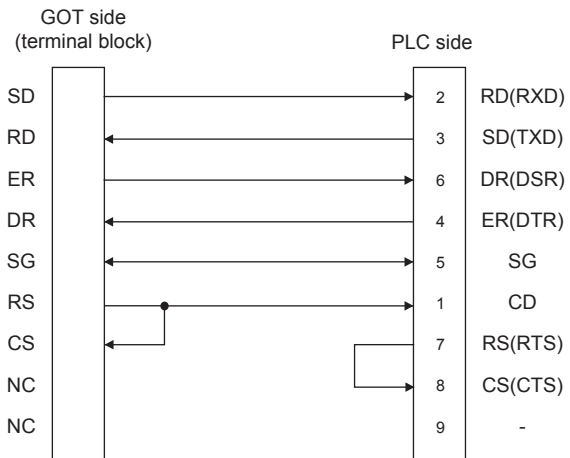 GOT side
(terminal block)
PLC side
SD 2 RD(RXD)
RD 3 SD(TXD)
ER 6 DR(DSR)
DR 4 ER(DTR)
SG 5 SG
RS 1 CD
CS 7 RS(RTS)
NC 8 CS(CTS)
NC 9 -